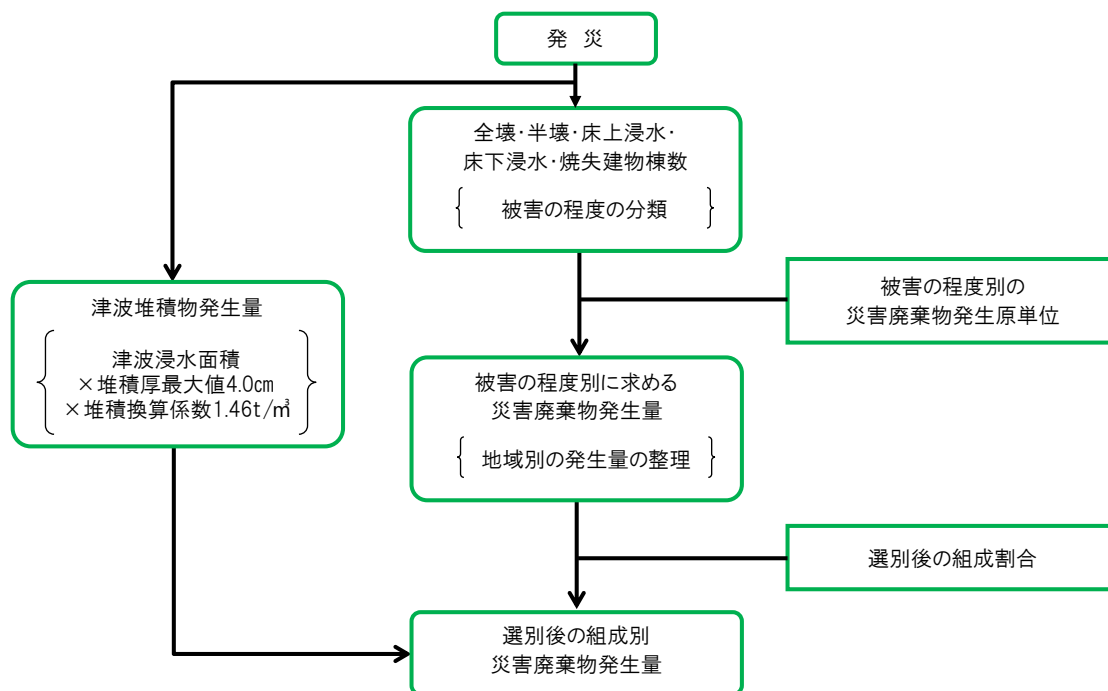 発 災
全壊・半壊・床上浸水・
床下浸水・焼失建物棟数
被害の程度の分類
被害の程度別の
災害廃棄物発生原単位
津波堆積物発生量
津波浸水面積
×堆積厚最大値4.0㎝
×堆積換算係数1.46t/㎥
被害の程度別に求める
災害廃棄物発生量
地域別の発生量の整理
選別後の組成割合
選別後の組成別
災害廃棄物発生量